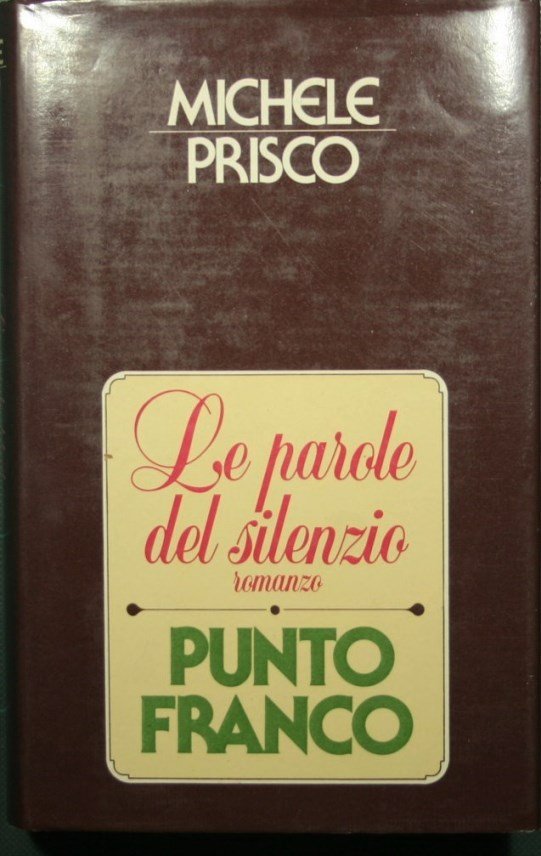 MICHELE
PRISCO
Le parole
del silenzio
romanzo
PUNTO
FRANCO